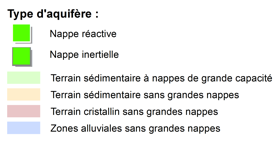 Type d'aquifère :
Nappe réactive
Nappe inertielle
Terrain sédimentaire à nappes de grande capacité
Terrain sédimentaire sans grandes nappes
Terrain cristallin sans grandes nappes
Zones alluviales sans grandes nappes